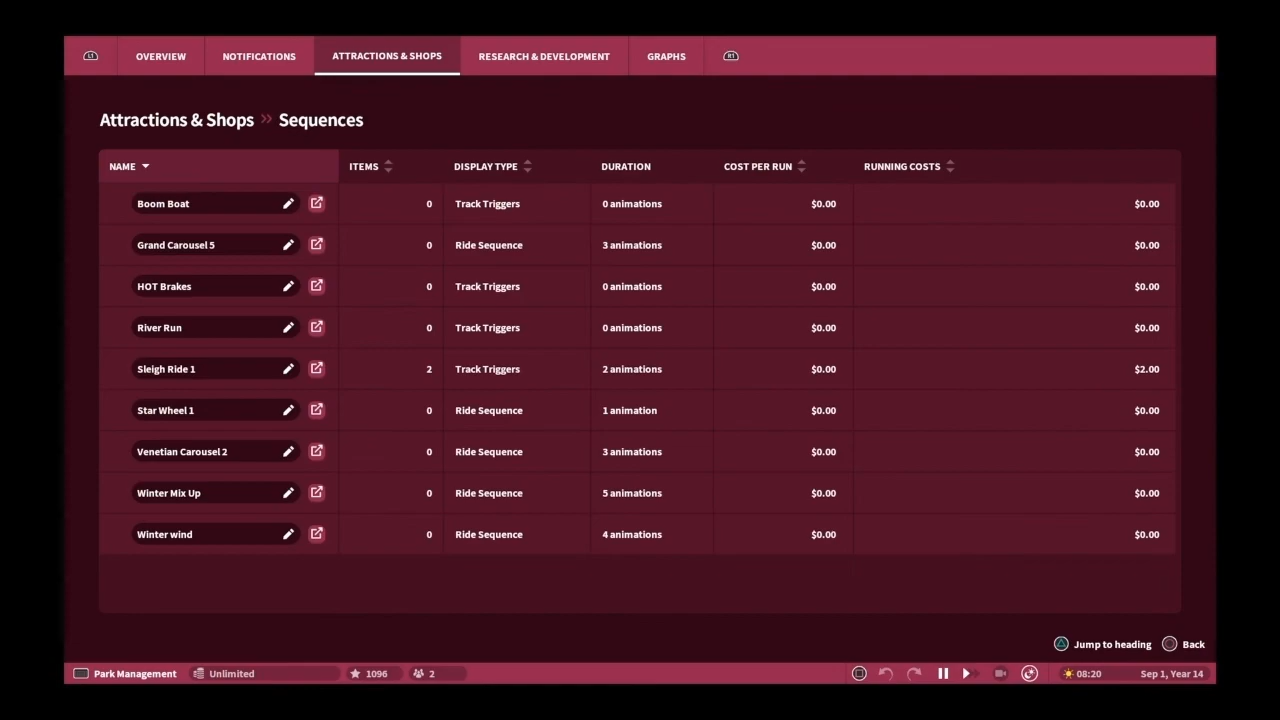 L1 OVERVIEW NOTIFICATIONS ATTRACTIONS & SHOPS RESEARCH & DEVELOPMENT GRAPHS R1
Attractions & Shops » Sequences
NAME ITEMS DISPLAY TYPE DURATION COST PER RUN RUNNING COSTS
Boom Boat 0 Track Triggers 0 animations $0.00 $0.00
Grand Carousel 5 0 Ride Sequence 3 animations $0.00 $0.00
HOT Brakes 0 Track Triggers 0 animations $0.00 $0.00
River Run 0 Track Triggers 0 animations $0.00 $0.00
Sleigh Ride 1 2 Track Triggers 2 animations $0.00 $2.00
Star Wheel 1 0 Ride Sequence 1 animation $0.00 $0.00
Venetian Carousel 2 0 Ride Sequence 3 animations $0.00 $0.00
Winter Mix Up 0 Ride Sequence 5 animations $0.00 $0.00
Winter wind 0 Ride Sequence 4 animations $0.00 $0.00
Jump to heading Back
Park Management Unlimited 1096 2 08:20 Sep 1, Year 14